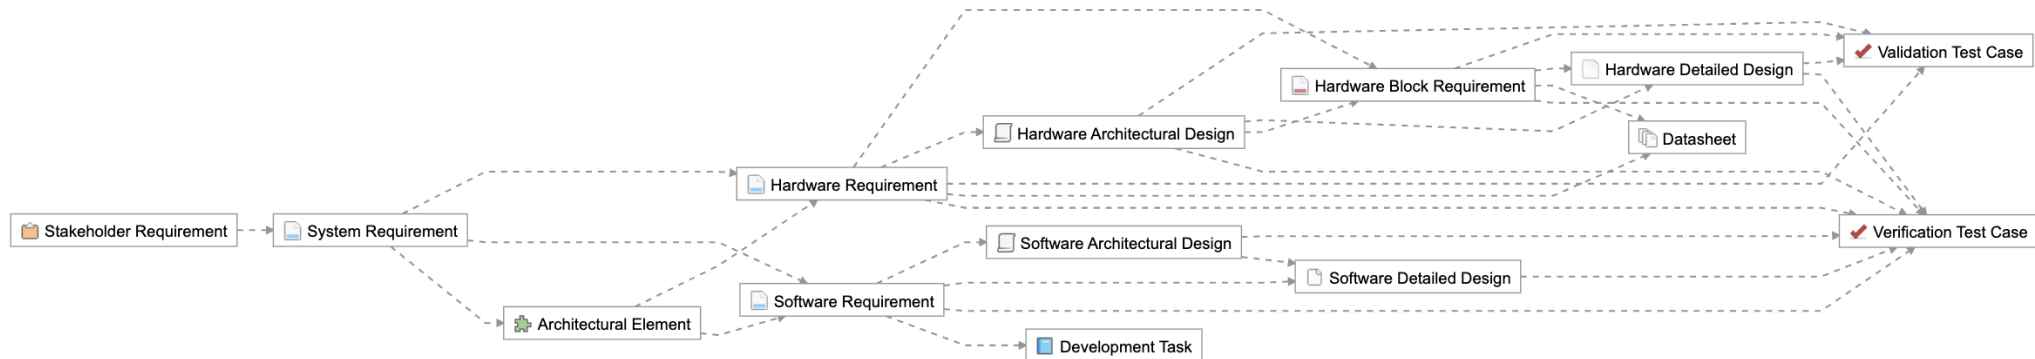 Validation Test Case
Hardware Detailed Design
Hardware Block Requirement
Hardware Architectural Design
Datasheet
Hardware Requirement
Stakeholder Requirement
System Requirement
Software Architectural Design
Verification Test Case
Software Detailed Design
Software Requirement
Architectural Element
Development Task